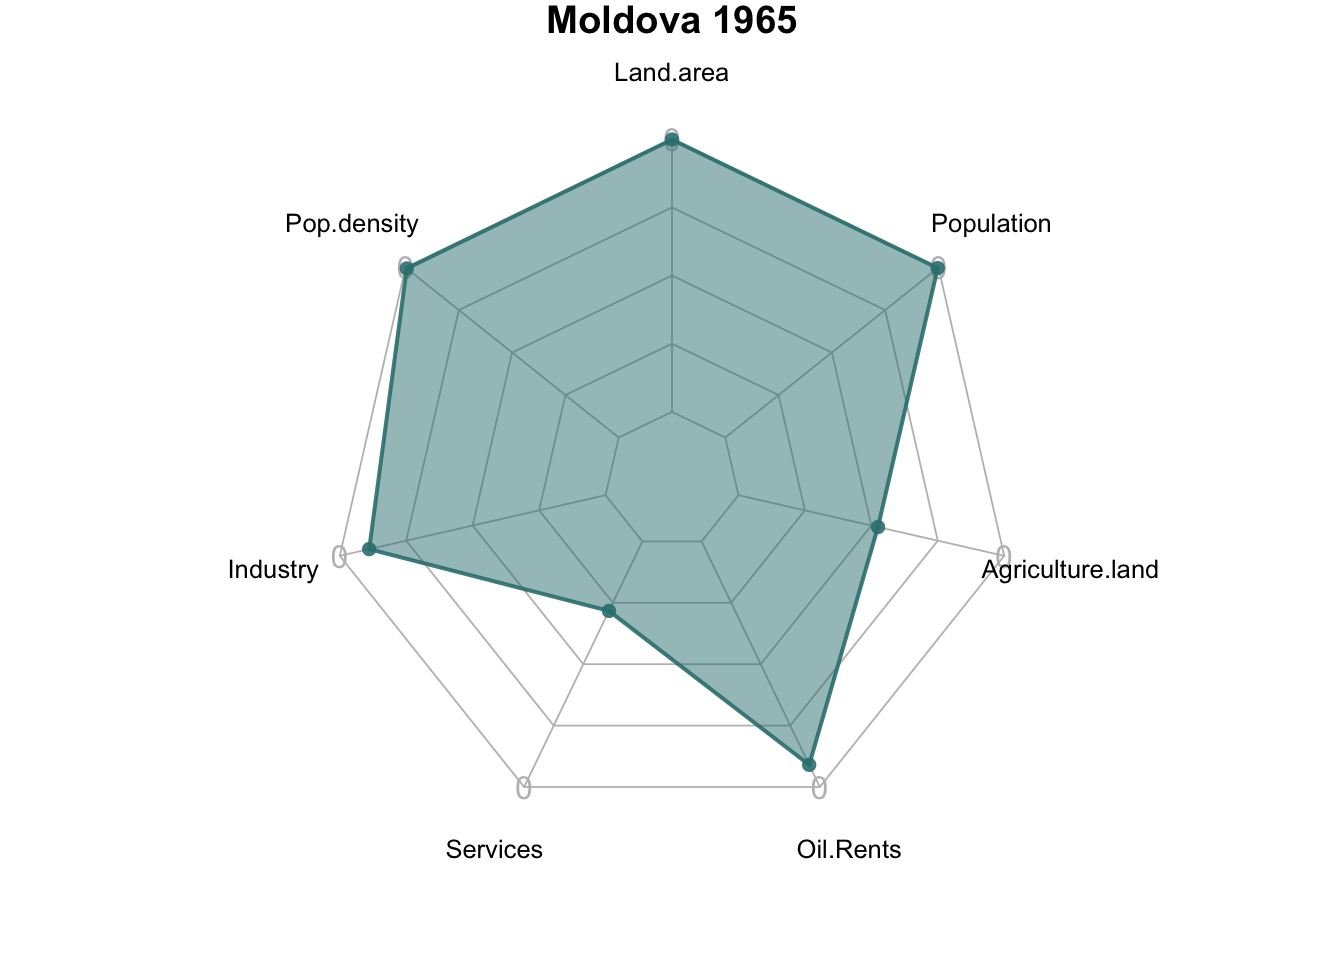 Moldova 1965
Land.area
0
Pop.density
Population
0
0
Industry
0
0
Agriculture.land
0
0
Services
Oil.Rents